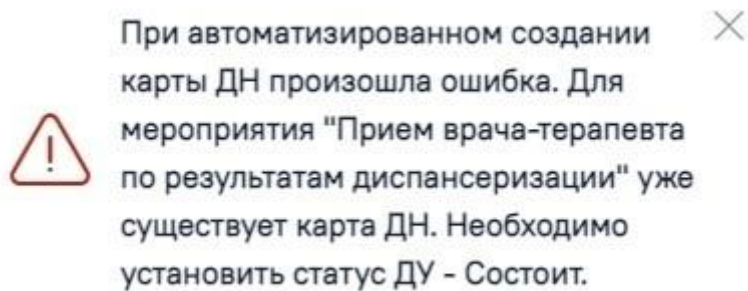 При автоматизированном создании
карты ДН произошла ошибка. Для
мероприятия "Прием врача-терапевта
по результатам диспансеризации" уже
существует карта ДН. Необходимо
установить статус ДУ - Состоит.